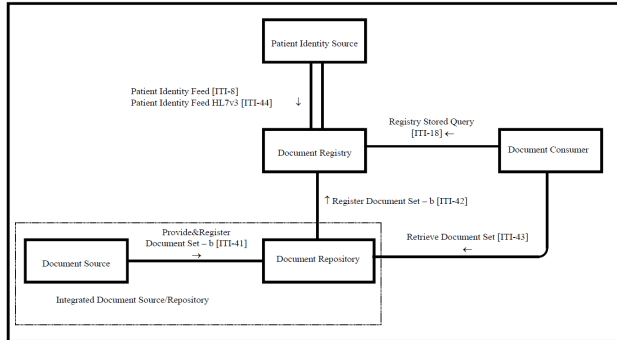 Patient Identity Source
Patient Identity Feed [ITI-8]
Patient Identity Feed HL7v3 [ITI-44] ↓
Registry Stored Query
[ITI-18] ←
Document Registry
Document Consumer
↑ Register Document Set – b [ITI-42]
Provide&Register
Document Set – b [ITI-41]
→
Retrieve Document Set [ITI-43]
←
Document Source
Document Repository
Integrated Document Source/Repository